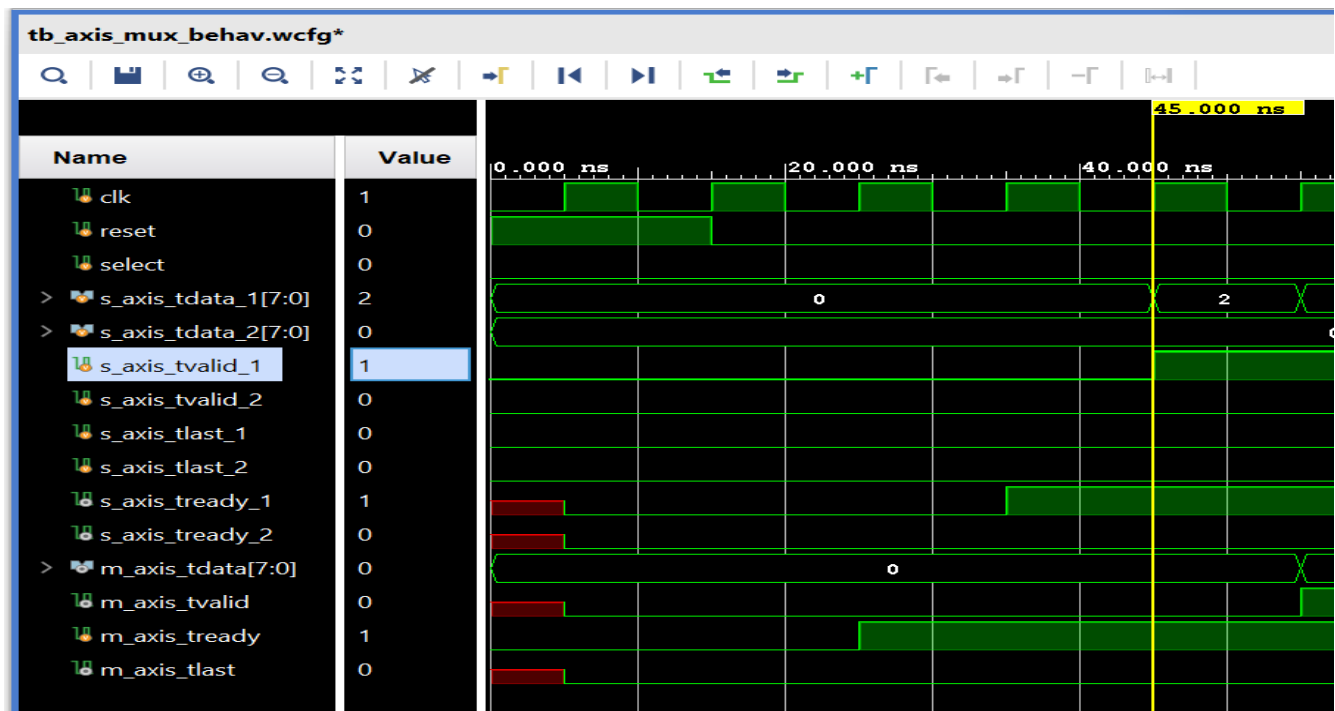 tb_axis_mux_behav.wcfg*
45.000 ns
Name Value
0.000 ns 20.000 ns 40.000 ns
clk 1
reset 0
select 0
> s_axis_tdata_1[7:0] 2 0 2
> s_axis_tdata_2[7:0] 0 0
s_axis_tvalid_1 1
s_axis_tvalid_2 0
s_axis_tlast_1 0
s_axis_tlast_2 0
s_axis_tready_1 1
s_axis_tready_2 0
> m_axis_tdata[7:0] 0 0
m_axis_tvalid 0
m_axis_tready 1
m_axis_tlast 0